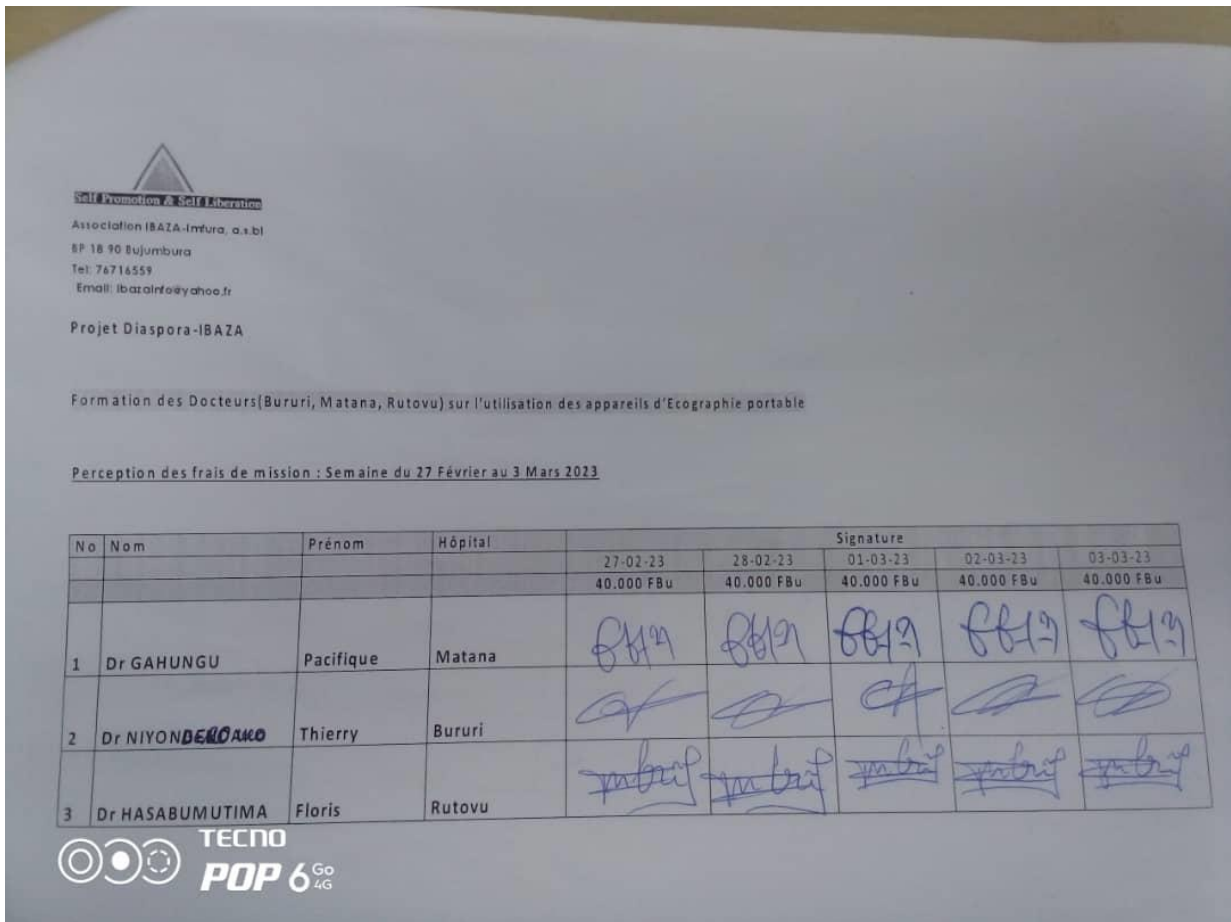 Self Promotion & Self Liberation
Association IBAZA-Imfura, a.s.bl
BP 18 90 Bujumbura
Tel: 76716559
Email: ibazainfo@yahoo.fr
Projet Diaspora-IBAZA
Formation des Docteurs(Bururi, Matana, Rutovu) sur l'utilisation des appareils d'Ecographie portable
Perception des frais de mission : Semaine du 27 Février au 3 Mars 2023
No Nom Prénom Hôpital Signature
27-02-23 28-02-23 01-03-23 02-03-23 03-03-23
40.000 FBu 40.000 FBu 40.000 FBu 40.000 FBu 40.000 FBu
1 Dr GAHUNGU Pacifique Matana
2 Dr Thierry Bururi
3 Dr HASABUMUTIMA Floris Rutovu
TECNO
POP 6 Go 4G